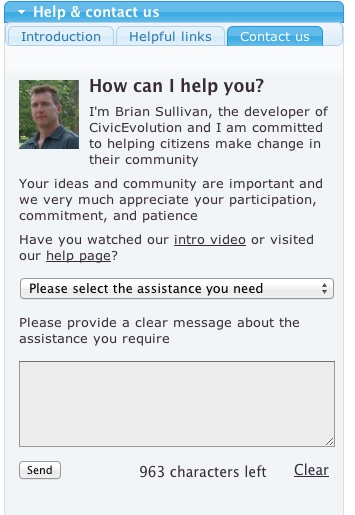 Help & contact us
Introduction
Helpful links
Contact us
How can I help you?
I'm Brian Sullivan, the developer of
CivicEvolution and I am committed
to helping citizens make change in
their community
Your ideas and community are important and
we very much appreciate your participation,
commitment, and patience
Have you watched our intro video or visited
our help page?
Please select the assistance you need
Please provide a clear message about the
assistance you require
Send
963 characters left
Clear